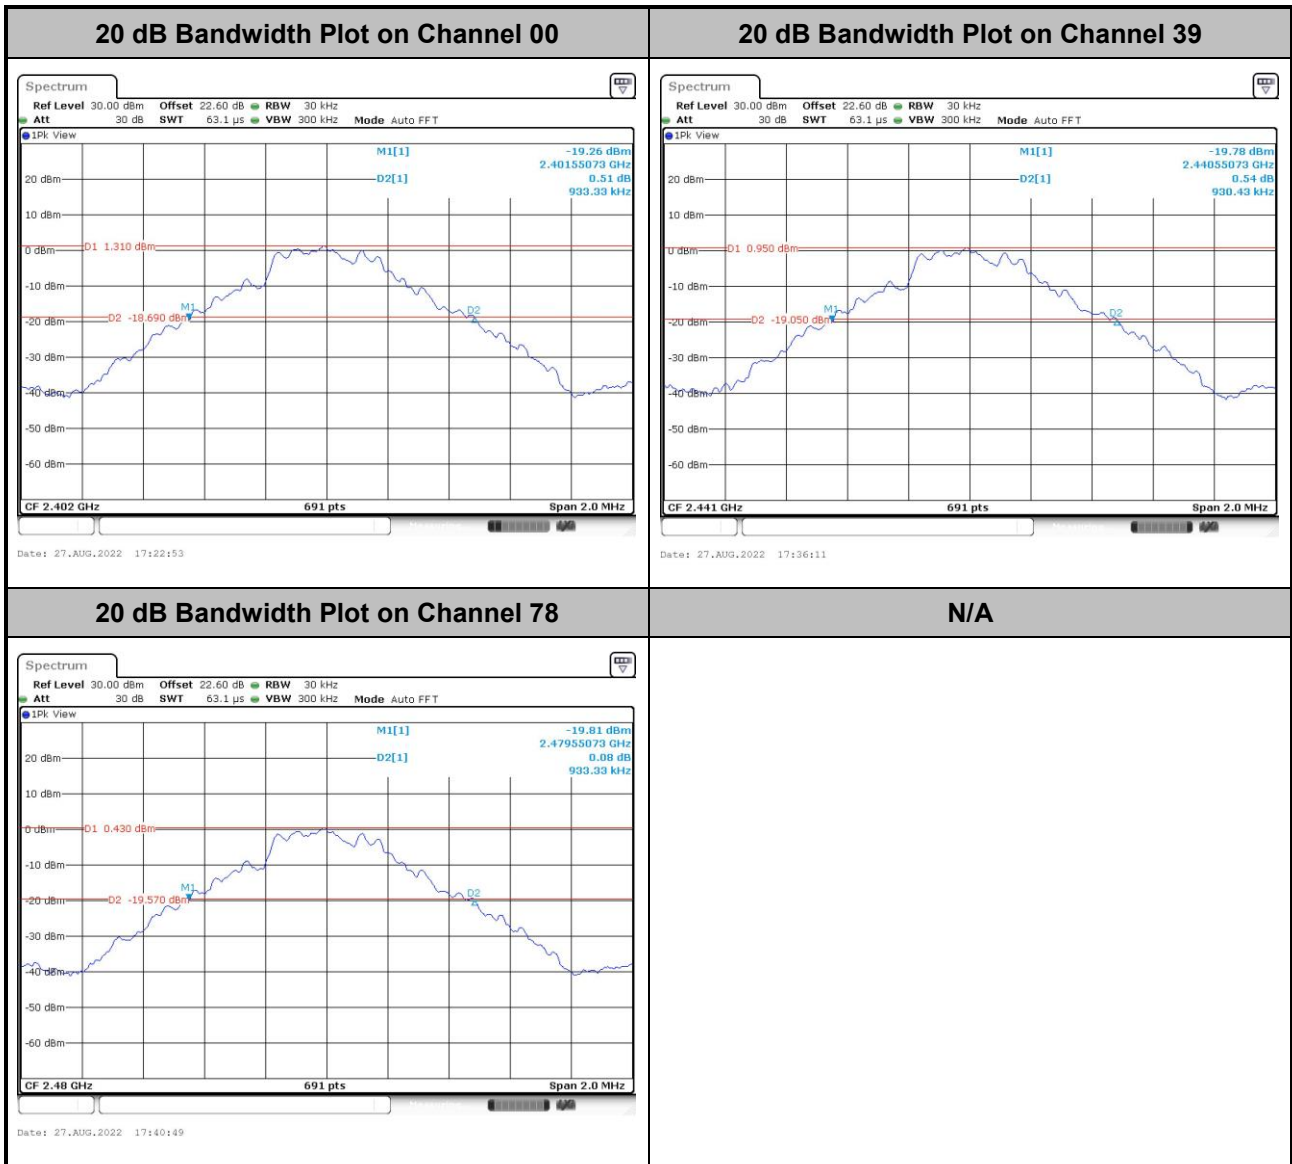 20 dB Bandwidth Plot on Channel 00
20 dB Bandwidth Plot on Channel 39
Spectrum
Ref Level 30.00 dBm Offset 22.60 dB RBW 30 kHz
Att 30 dB SWT 63.1 µs VBW 300 kHz Mode Auto FFT
1Pk View
M1[1] -19.26 dBm
2.40155073 GHz
20 dBm D2[1] 0.51 dB
933.33 kHz
10 dBm
0 dBm D1 1.310 dBm
-10 dBm
M1 D2
-20 dBm D2 -18.690 dBm
-30 dBm
-40 dBm
-50 dBm
-60 dBm
CF 2.402 GHz 691 pts Span 2.0 MHz
Date: 27.AUG.2022 17:22:53
Spectrum
Ref Level 30.00 dBm Offset 22.60 dB RBW 30 kHz
Att 30 dB SWT 63.1 µs VBW 300 kHz Mode Auto FFT
1Pk View
M1[1] -19.78 dBm
2.44055073 GHz
20 dBm D2[1] 0.54 dB
930.43 kHz
10 dBm
0 dBm D1 0.950 dBm
-10 dBm
M1 D2
-20 dBm D2 -19.050 dBm
-30 dBm
-40 dBm
-50 dBm
-60 dBm
CF 2.441 GHz 691 pts Span 2.0 MHz
Date: 27.AUG.2022 17:36:11
20 dB Bandwidth Plot on Channel 78
N/A
Spectrum
Ref Level 30.00 dBm Offset 22.60 dB RBW 30 kHz
Att 30 dB SWT 63.1 µs VBW 300 kHz Mode Auto FFT
1Pk View
M1[1] -19.81 dBm
2.47955073 GHz
20 dBm D2[1] 0.08 dB
933.33 kHz
10 dBm
0 dBm D1 0.430 dBm
-10 dBm
M1 D2
-20 dBm D2 -19.570 dBm
-30 dBm
-40 dBm
-50 dBm
-60 dBm
CF 2.48 GHz 691 pts Span 2.0 MHz
Date: 27.AUG.2022 17:40:49